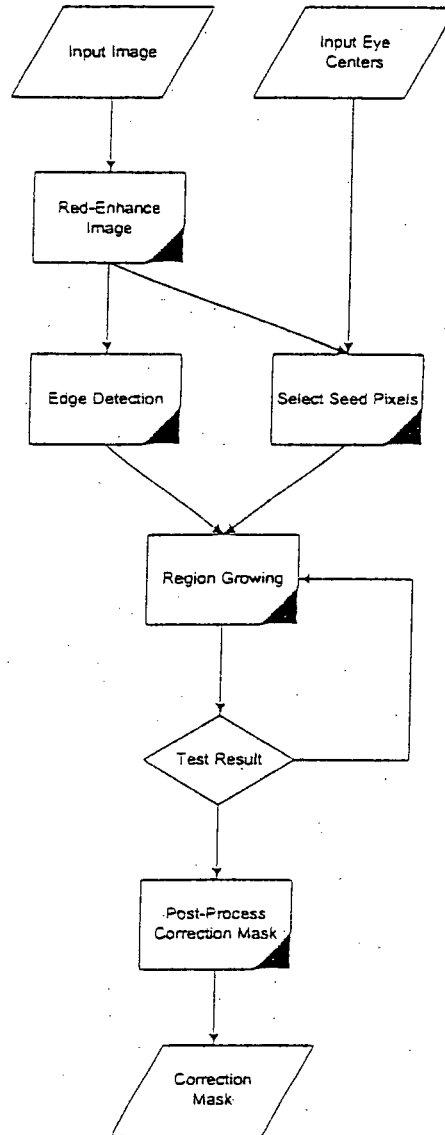 Input Image
Input Eye
Centers
Red-Enhance
Image
Edge Detection
Select Seed Pixels
Region Growing
Test Result
Post-Process
Correction Mask
Correction
Mask